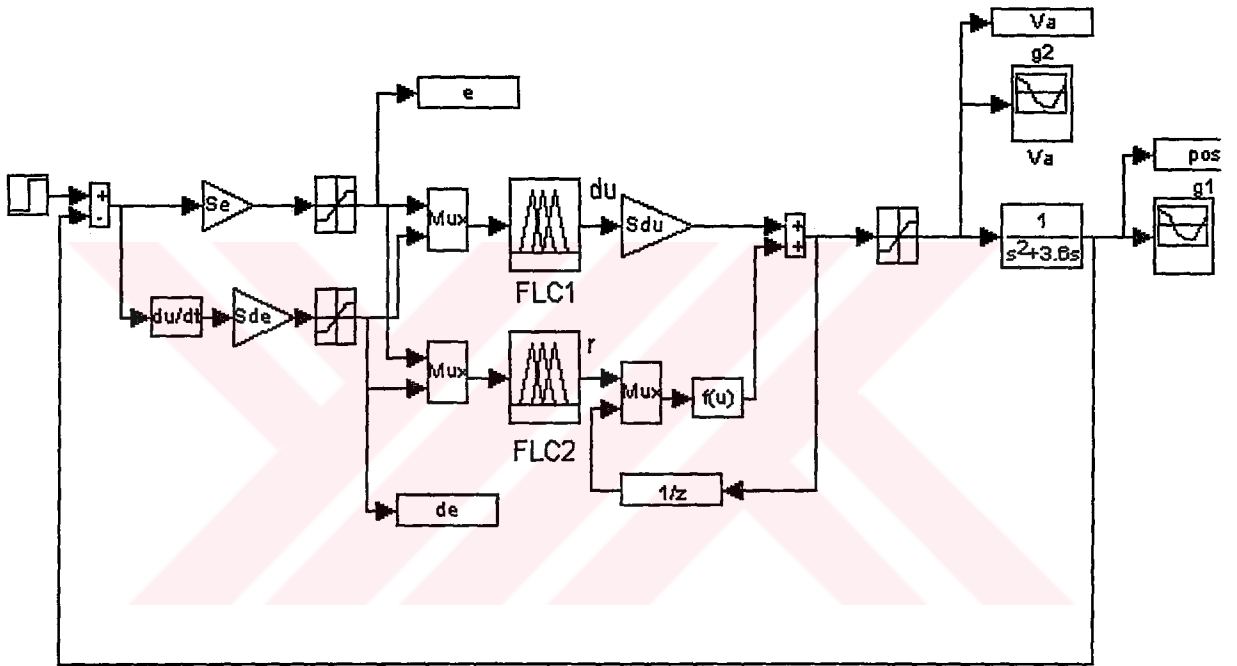 Va
g2
e
Va
pos
g1
+
-
Se
Mux
du
Sdu
+
+
1
s²+3.6s
FLC1
du/dt
Sde
Mux
r
Mux
f(u)
FLC2
1/z
de